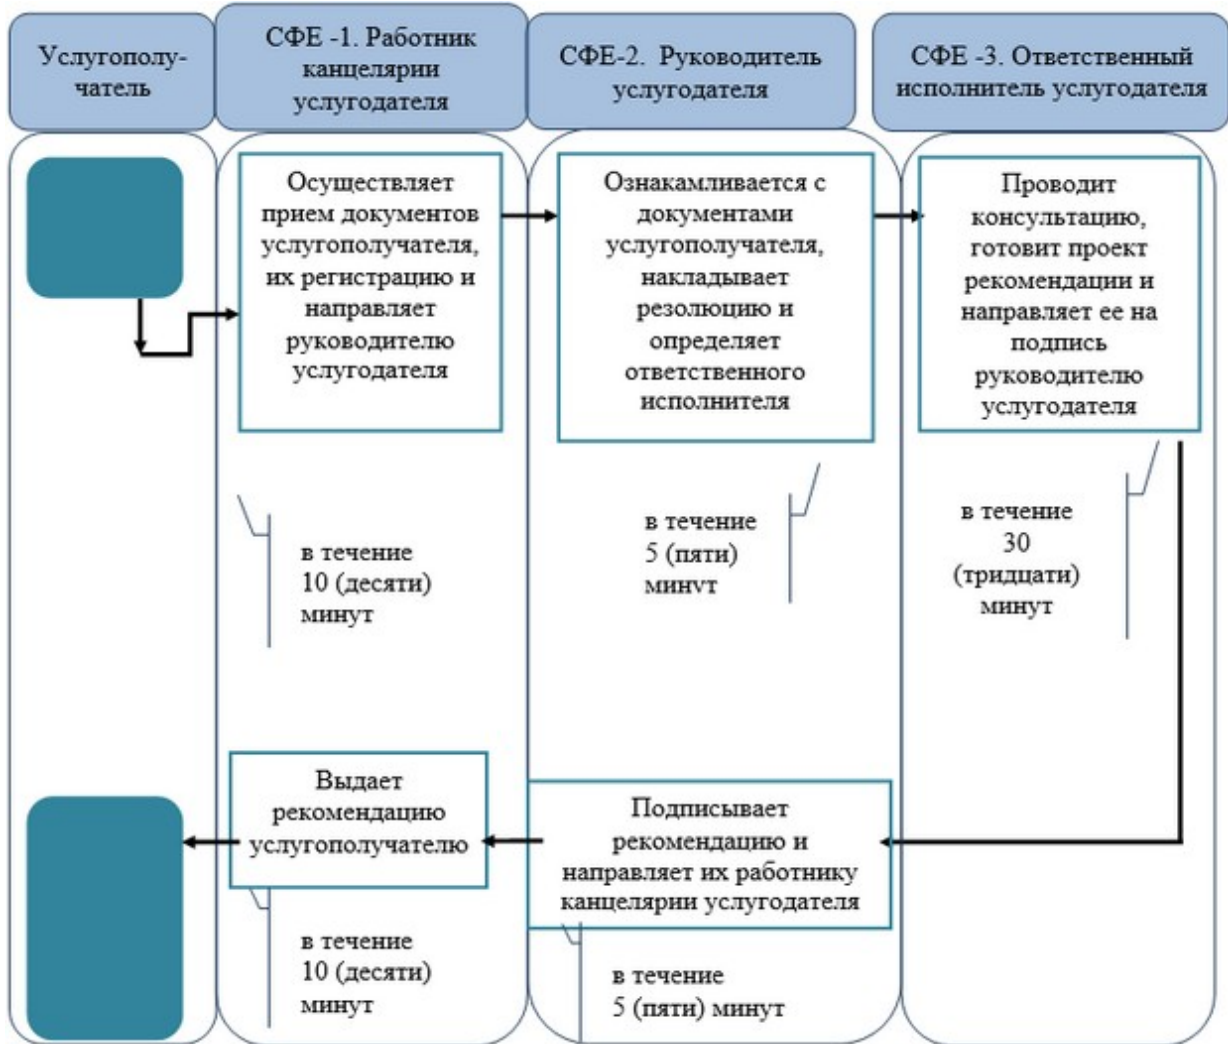 Услугополу-
чатель
СФЕ -1. Работник
канцелярии
услугодателя
СФЕ-2. Руководитель
услугодателя
СФЕ -3. Ответственный
исполнитель услугодателя
Осуществляет
прием документов
услугополучателя,
их регистрацию и
направляет
руководителю
услугодателя
Ознакамливается с
документами
услугополучателя,
накладывает
резолюцию и
определяет
ответственного
исполнителя
Проводит
консультацию,
готовит проект
рекомендации и
направляет ее на
подпись
руководителю
услугодателя
в течение
10 (десяти)
минут
в течение
5 (пяти)
минут
в течение
30
(тридцати)
минут
Выдает
рекомендацию
услугополучателю
Подписывает
рекомендацию и
направляет их работнику
канцелярии услугодателя
в течение
10 (десяти)
минут
в течение
5 (пяти) минут